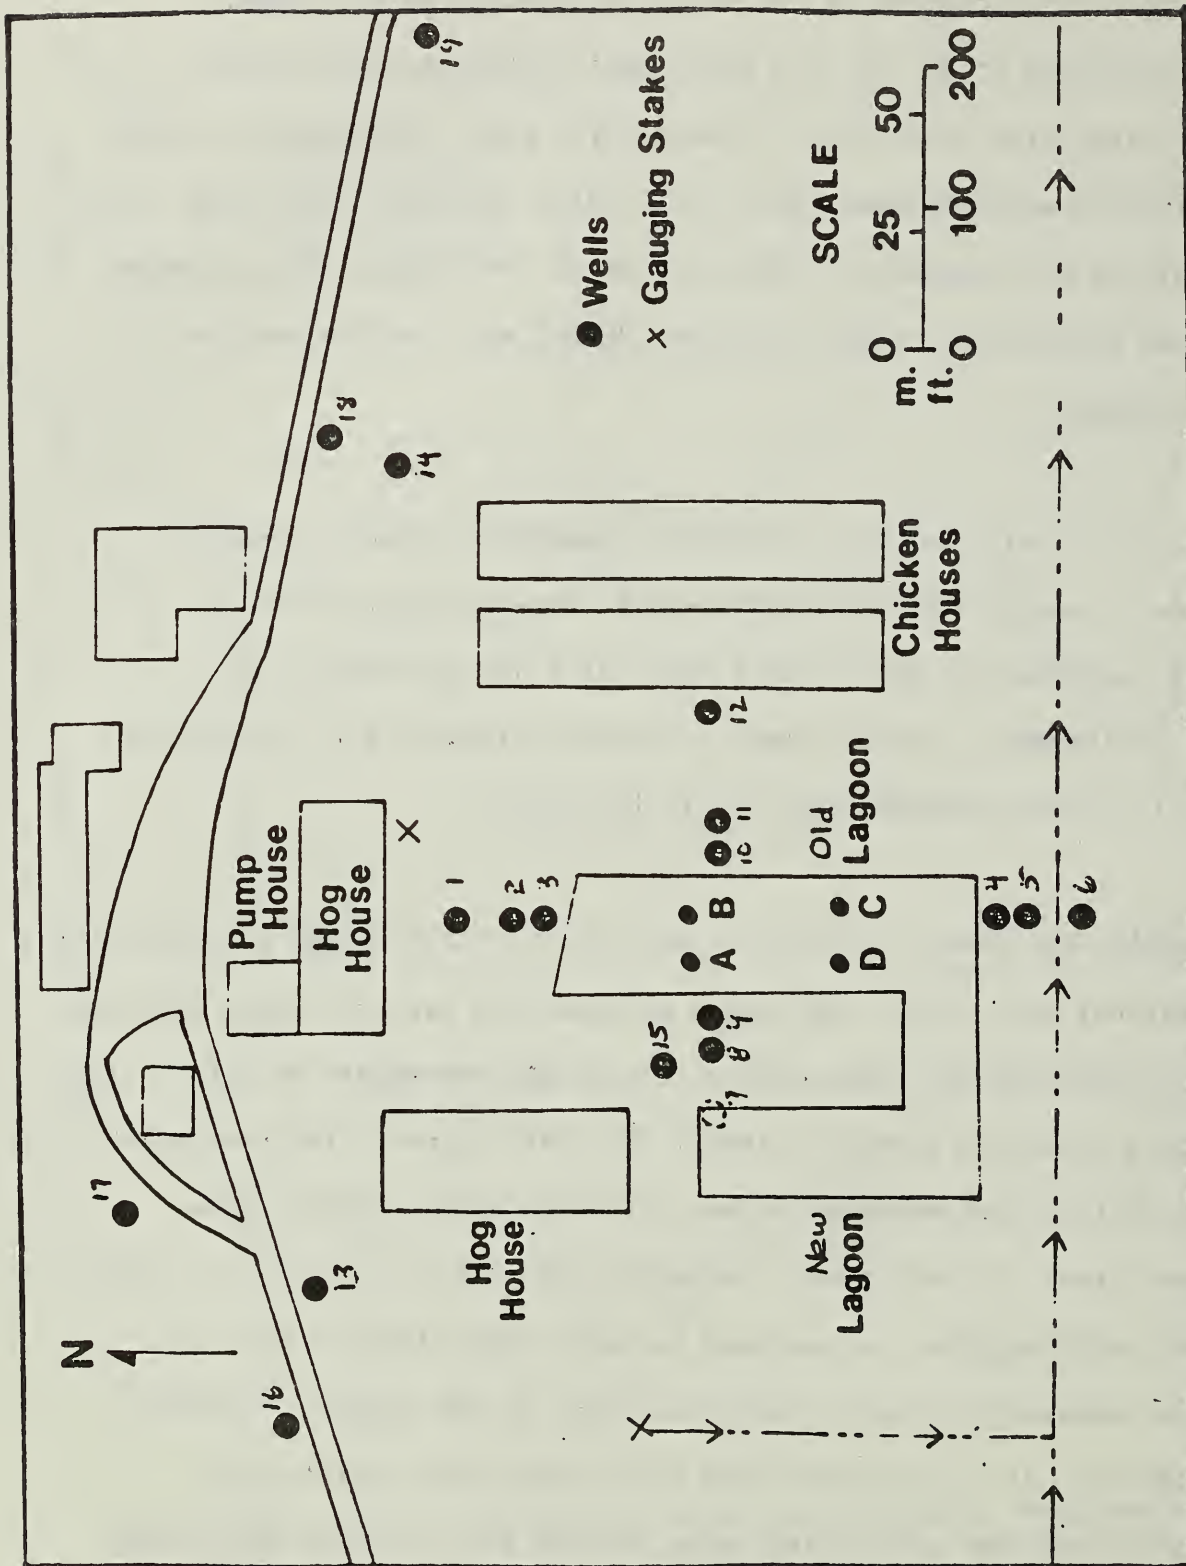 N
17
16
Pump
House
Hog
House
13
18
19
14
1
2
3
Hog
House
Wells
x Gauging Stakes
15
7
8
9
10
11
12
A
B
New
Lagoon
D
C
Old
Lagoon
Chicken
Houses
SCALE
m. 0 25 50
ft. 0 100 200
4
5
6